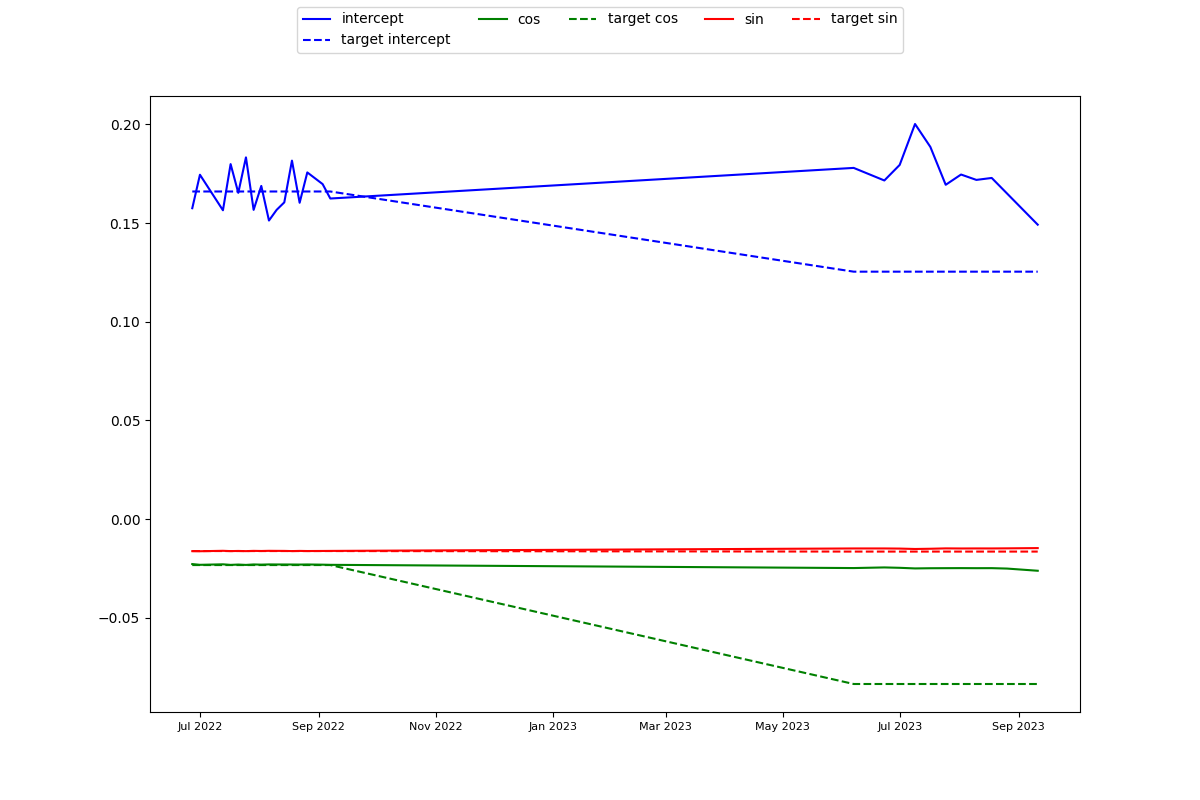 intercept cos target cos sin target sin
target intercept
0.20
0.15
0.10
0.05
0.00
−0.05
Jul 2022 Sep 2022 Nov 2022 Jan 2023 Mar 2023 May 2023 Jul 2023 Sep 2023